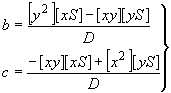 b = [y²][xS] − [xy][yS] / D
c = −[xy][xS] + [x²][yS] / D